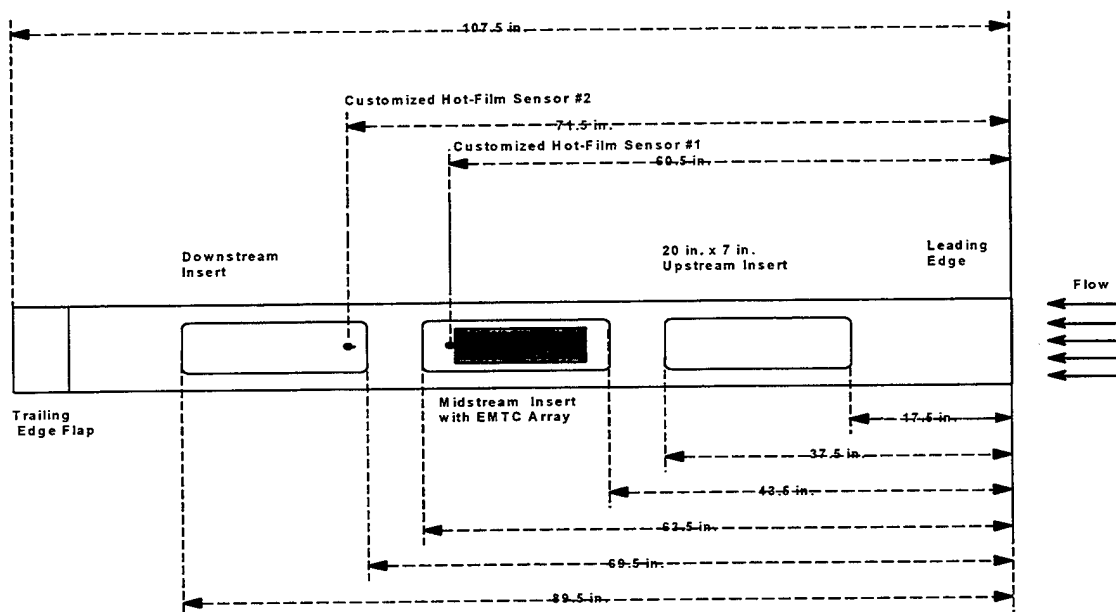 107.5 in.
Customized Hot-Film Sensor #2
71.5 in.
Customized Hot-Film Sensor #1
60.5 in.
Downstream
Insert
20 in. x 7 in.
Upstream Insert
Leading
Edge
Flow
Trailing
Edge Flap
Midstream Insert
with EMTC Array
17.5 in.
37.5 in.
43.5 in.
63.5 in.
69.5 in.
89.5 in.